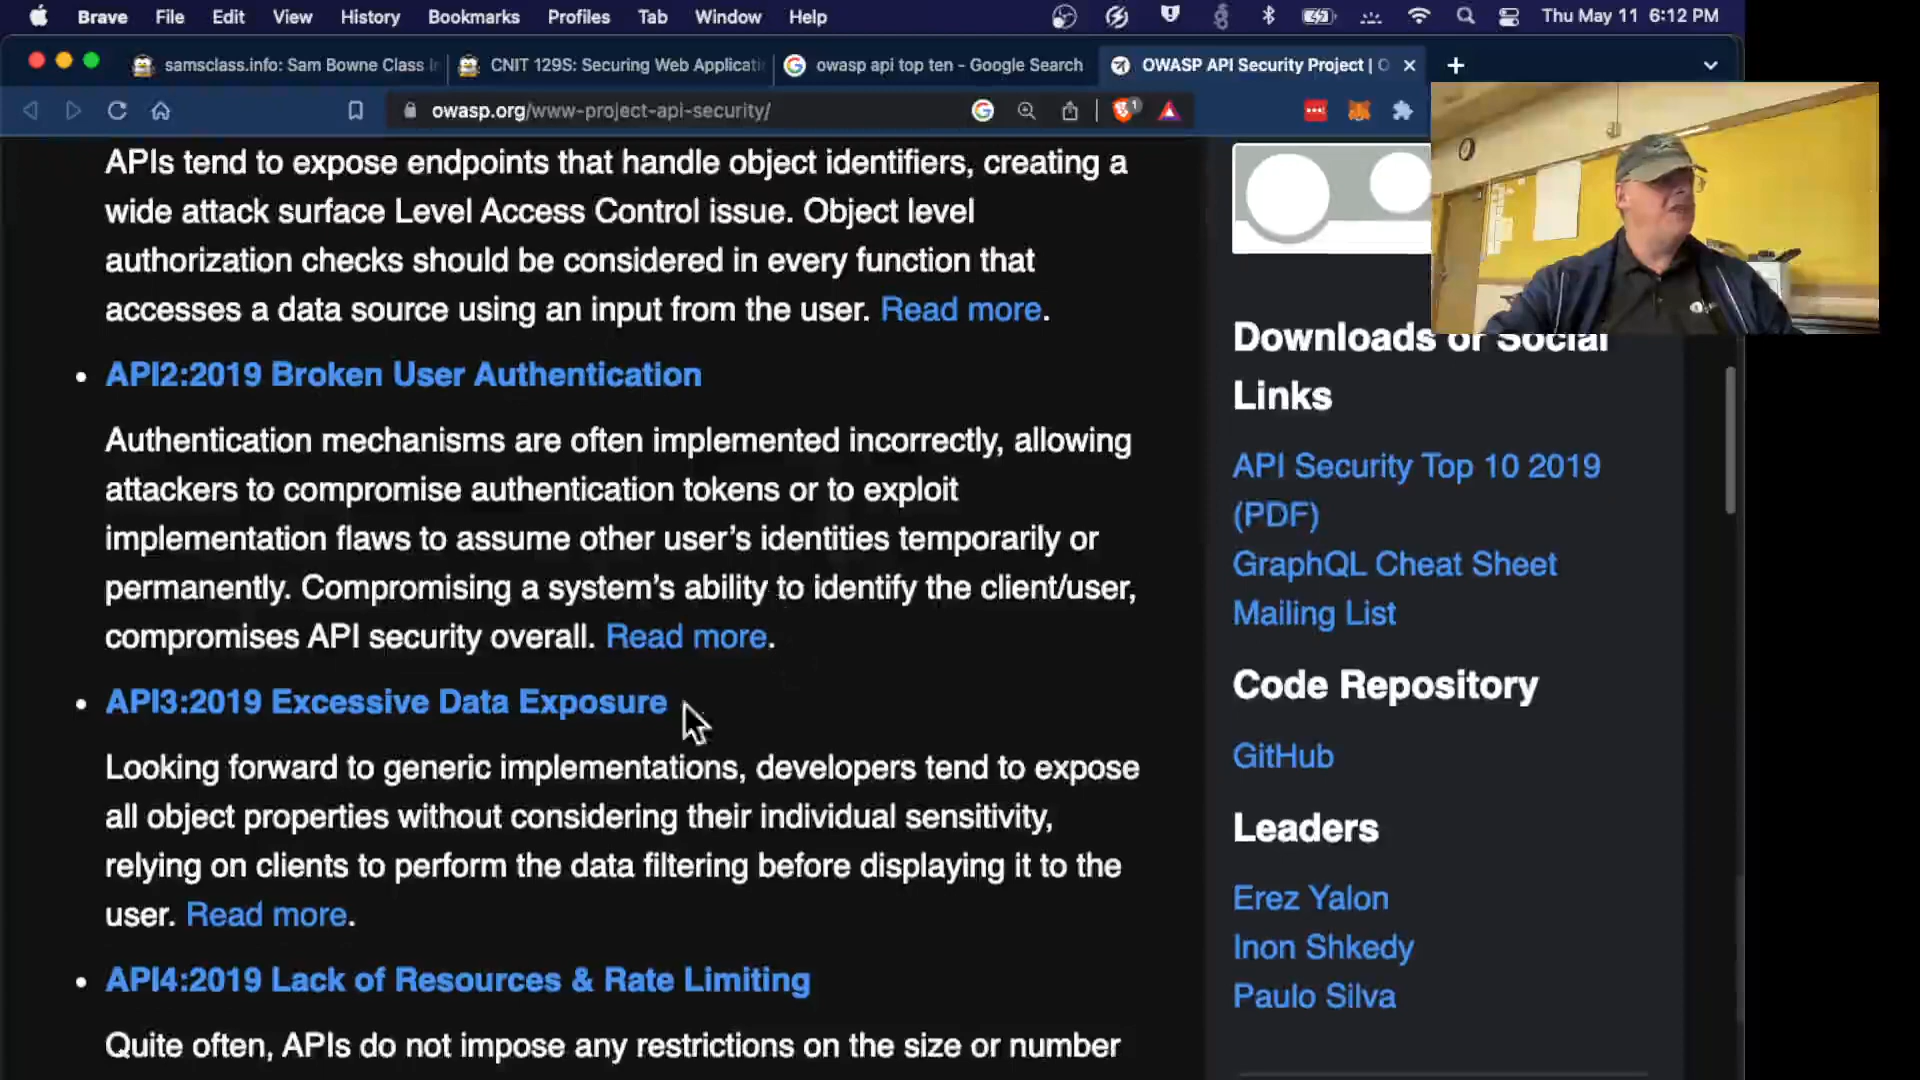 Brave File Edit View History Bookmarks Profiles Tab Window Help Thu May 11 6:12 PM
samsclass.info: Sam Bowne Class In CNIT 129S: Securing Web Applicati owasp api top ten - Google Search OWASP API Security Project | O
owasp.org/www-project-api-security/ 1
APIs tend to expose endpoints that handle object identifiers, creating a
wide attack surface Level Access Control issue. Object level
authorization checks should be considered in every function that
accesses a data source using an input from the user. Read more.
API2:2019 Broken User Authentication
Authentication mechanisms are often implemented incorrectly, allowing
attackers to compromise authentication tokens or to exploit
implementation flaws to assume other user's identities temporarily or
permanently. Compromising a system's ability to identify the client/user,
compromises API security overall. Read more.
API3:2019 Excessive Data Exposure
Looking forward to generic implementations, developers tend to expose
all object properties without considering their individual sensitivity,
relying on clients to perform the data filtering before displaying it to the
user. Read more.
API4:2019 Lack of Resources & Rate Limiting
Quite often, APIs do not impose any restrictions on the size or number
Downloads or Social
Links
API Security Top 10 2019
(PDF)
GraphQL Cheat Sheet
Mailing List
Code Repository
GitHub
Leaders
Erez Yalon
Inon Shkedy
Paulo Silva